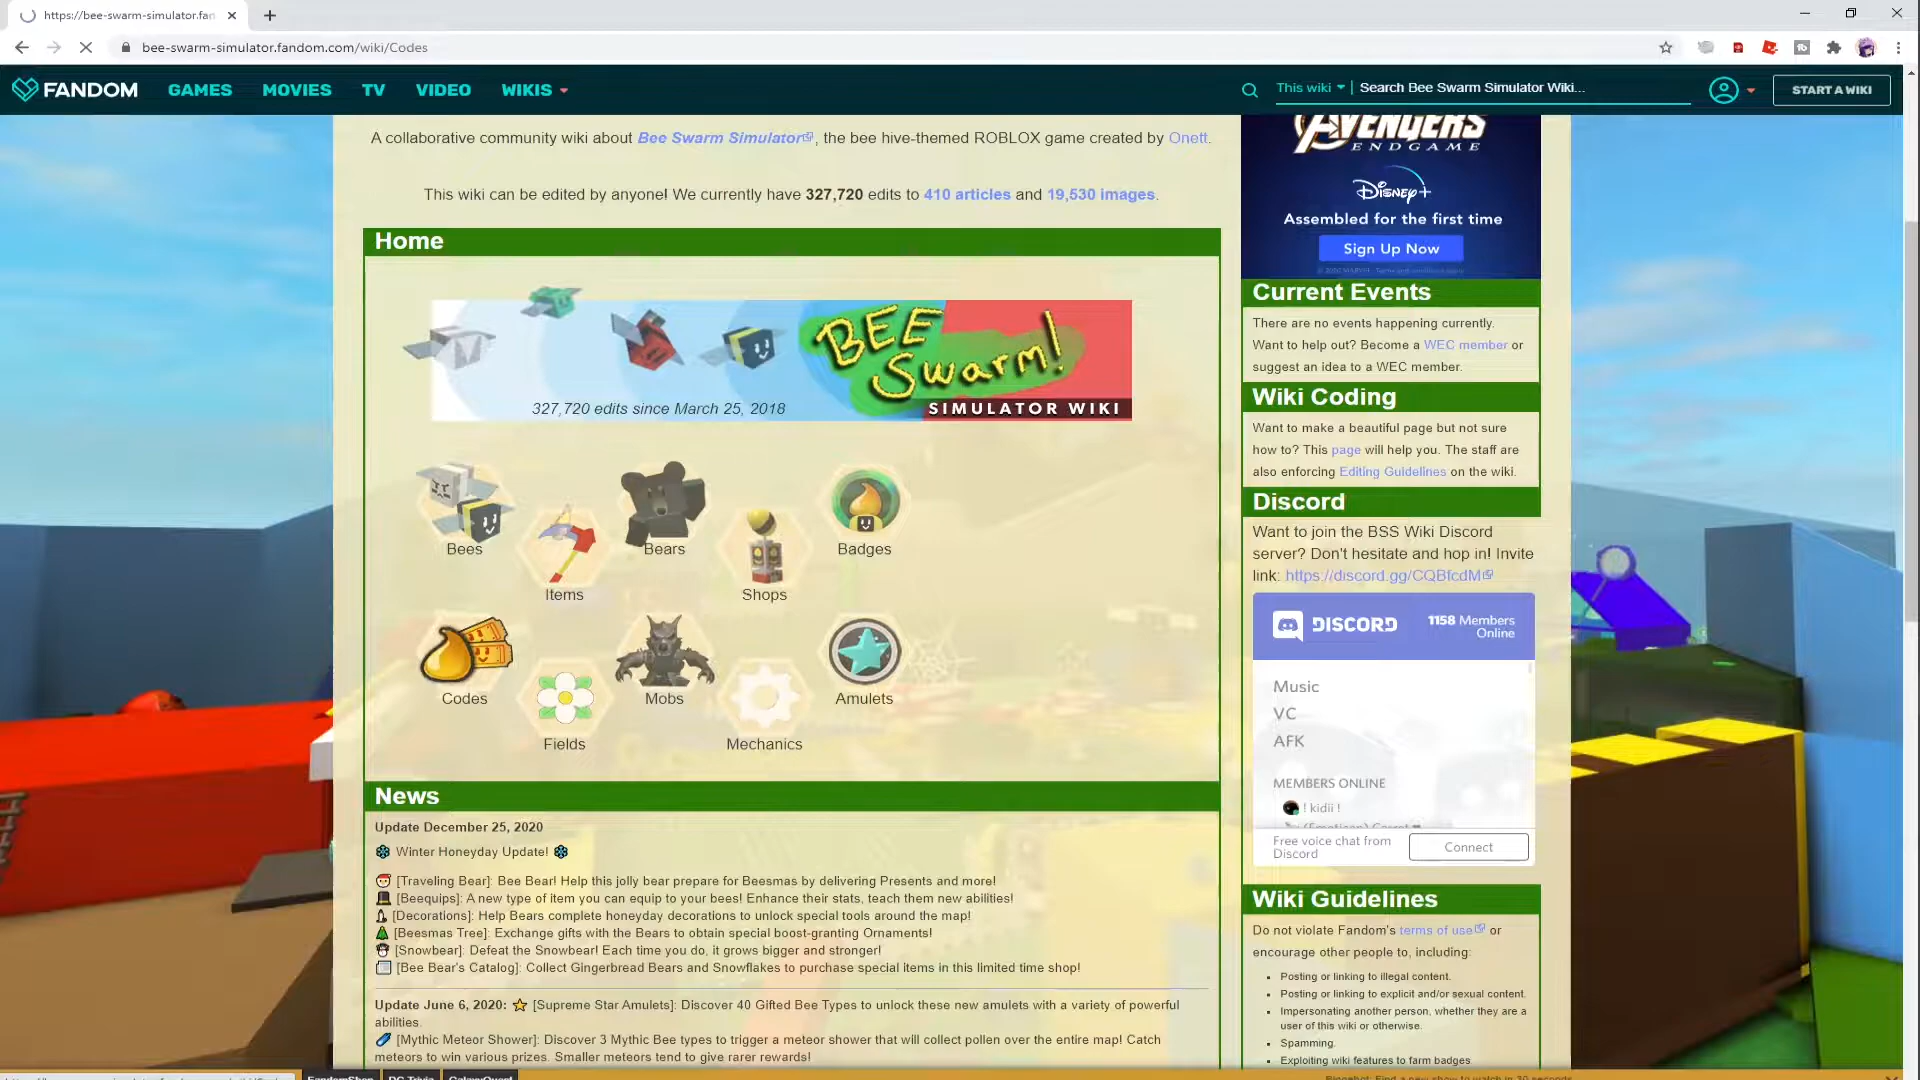 https://bee-swarm-simulator.fan
bee-swarm-simulator.fandom.com/wiki/Codes
FANDOM GAMES MOVIES TV VIDEO WIKIS This wiki Search Bee Swarm Simulator Wiki... START A WIKI
A collaborative community wiki about Bee Swarm Simulator, the bee hive-themed ROBLOX game created by Onett.
This wiki can be edited by anyone! We currently have 327,720 edits to 410 articles and 19,530 images.
Home
BEE
Swarm!
SIMULATOR WIKI
327,720 edits since March 25, 2018
Bees
Items
Bears
Shops
Badges
Codes
Fields
Mobs
Mechanics
Amulets
News
Update December 25, 2020
Winter Honeyday Update!
[Traveling Bear]: Bee Bear! Help this jolly bear prepare for Beesmas by delivering Presents and more!
[Beequips]: A new type of item you can equip to your bees! Enhance their stats, teach them new abilities!
[Decorations]: Help Bears complete honeyday decorations to unlock special tools around the map!
[Beesmas Tree]: Exchange gifts with the Bears to obtain special boost-granting Ornaments!
[Snowbear]. Defeat the Snowbear! Each time you do, it grows bigger and stronger!
[Bee Bear's Catalog]: Collect Gingerbread Bears and Snowflakes to purchase special items in this limited time shop!
Update June 6, 2020: [Supreme Star Amulets]: Discover 40 Gifted Bee Types to unlock these new amulets with a variety of powerful
abilities.
[Mythic Meteor Shower]: Discover 3 Mythic Bee types to trigger a meteor shower that will collect pollen over the entire map! Catch
meteors to win various prizes. Smaller meteors tend to give rarer rewards!
AVENGERS
ENDGAME
Disney+
Assembled for the first time
Sign Up Now
Current Events
There are no events happening currently.
Want to help out? Become a WEC member or
suggest an idea to a WEC member.
Wiki Coding
Want to make a beautiful page but not sure
how to? This page will help you. The staff are
also enforcing Editing Guidelines on the wiki.
Discord
Want to join the BSS Wiki Discord
server? Don't hesitate and hop in! Invite
link: https://discord.gg/CQBfcdM
DISCORD 1158 Members
Online
Music
VC
AFK
MEMBERS ONLINE
! kidii !
Free voice chat from
Discord
Connect
Wiki Guidelines
Do not violate Fandom's terms of use or
encourage other people to, including:
Posting or linking to illegal content.
Posting or linking to explicit and/or sexual content.
Impersonating another person, whether they are a
user of this wiki or otherwise.
Spamming.
Exploiting wiki features to farm badges